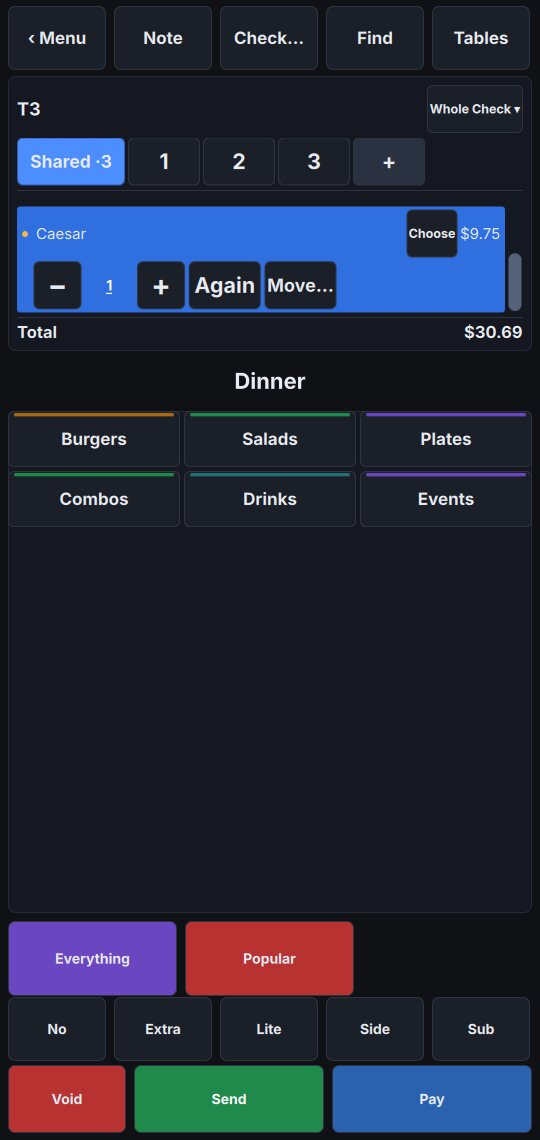 ‹ Menu Note Check... Find Tables
T3 Whole Check ▾
Shared ·3 1 2 3 +
Caesar Choose $9.75
− 1 + Again Move...
Total $30.69
Dinner
Burgers Salads Plates
Combos Drinks Events
Everything Popular
No Extra Lite Side Sub
Void Send Pay